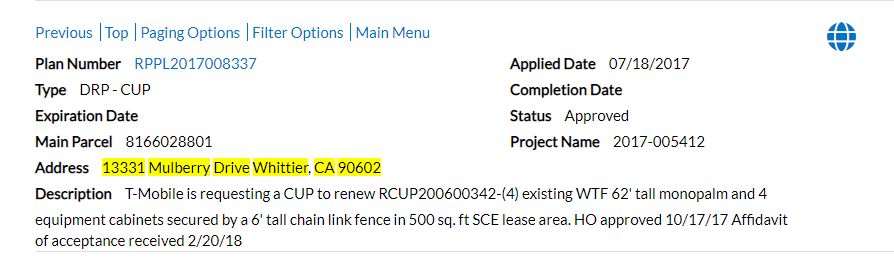 Previous | Top | Paging Options | Filter Options | Main Menu
Plan Number RPPL2017008337 Applied Date 07/18/2017
Type DRP - CUP Completion Date
Expiration Date Status Approved
Main Parcel 8166028801 Project Name 2017-005412
Address 13331 Mulberry Drive Whittier, CA 90602
Description T-Mobile is requesting a CUP to renew RCUP200600342-(4) existing WTF 62' tall monopalm and 4
equipment cabinets secured by a 6' tall chain link fence in 500 sq. ft SCE lease area. HO approved 10/17/17 Affidavit
of acceptance received 2/20/18